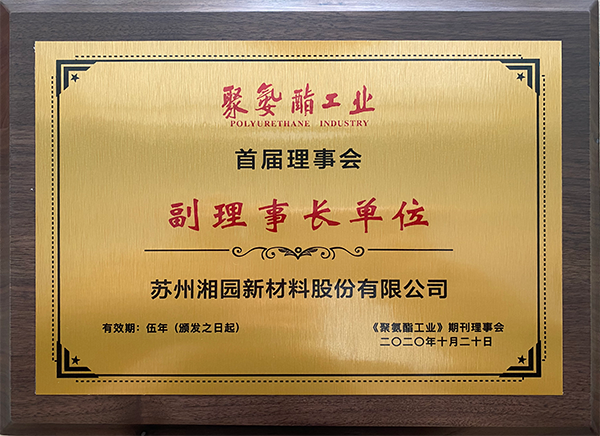 聚氨酯工业
POLYURETHANE INDUSTRY
首届理事会
副理事长单位
苏州湘园新材料股份有限公司
有效期：伍年（颁发之日起）
《聚氨酯工业》期刊理事会
二〇二〇年十月二十日